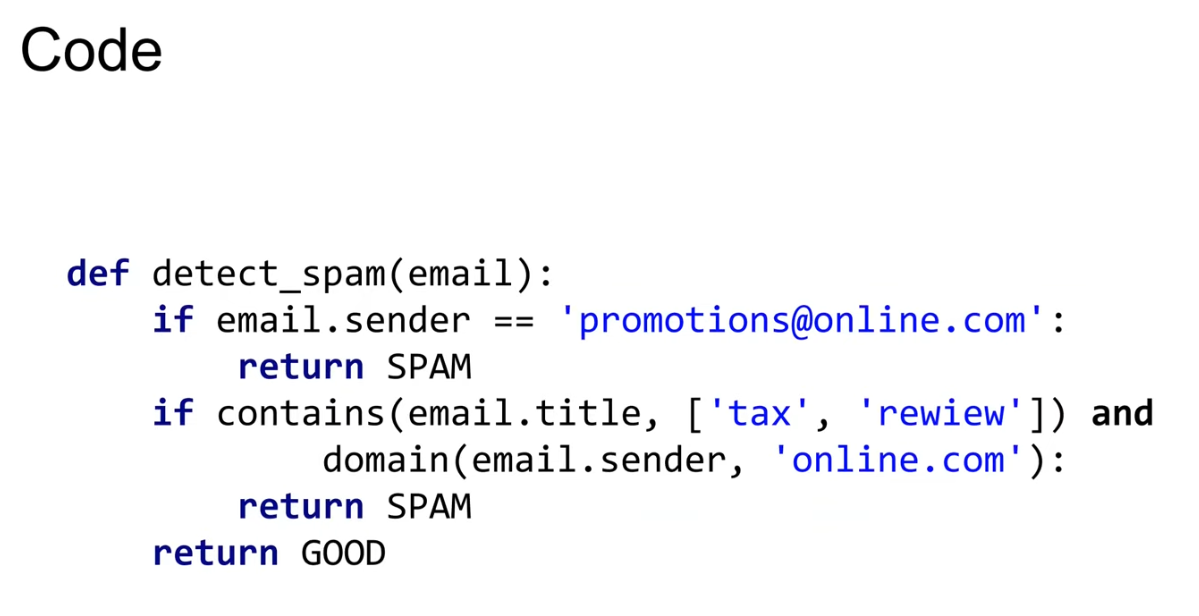 Code
def detect_spam(email):
    if email.sender == 'promotions@online.com':
        return SPAM
    if contains(email.title, ['tax', 'rewiew']) and
            domain(email.sender, 'online.com'):
        return SPAM
    return GOOD